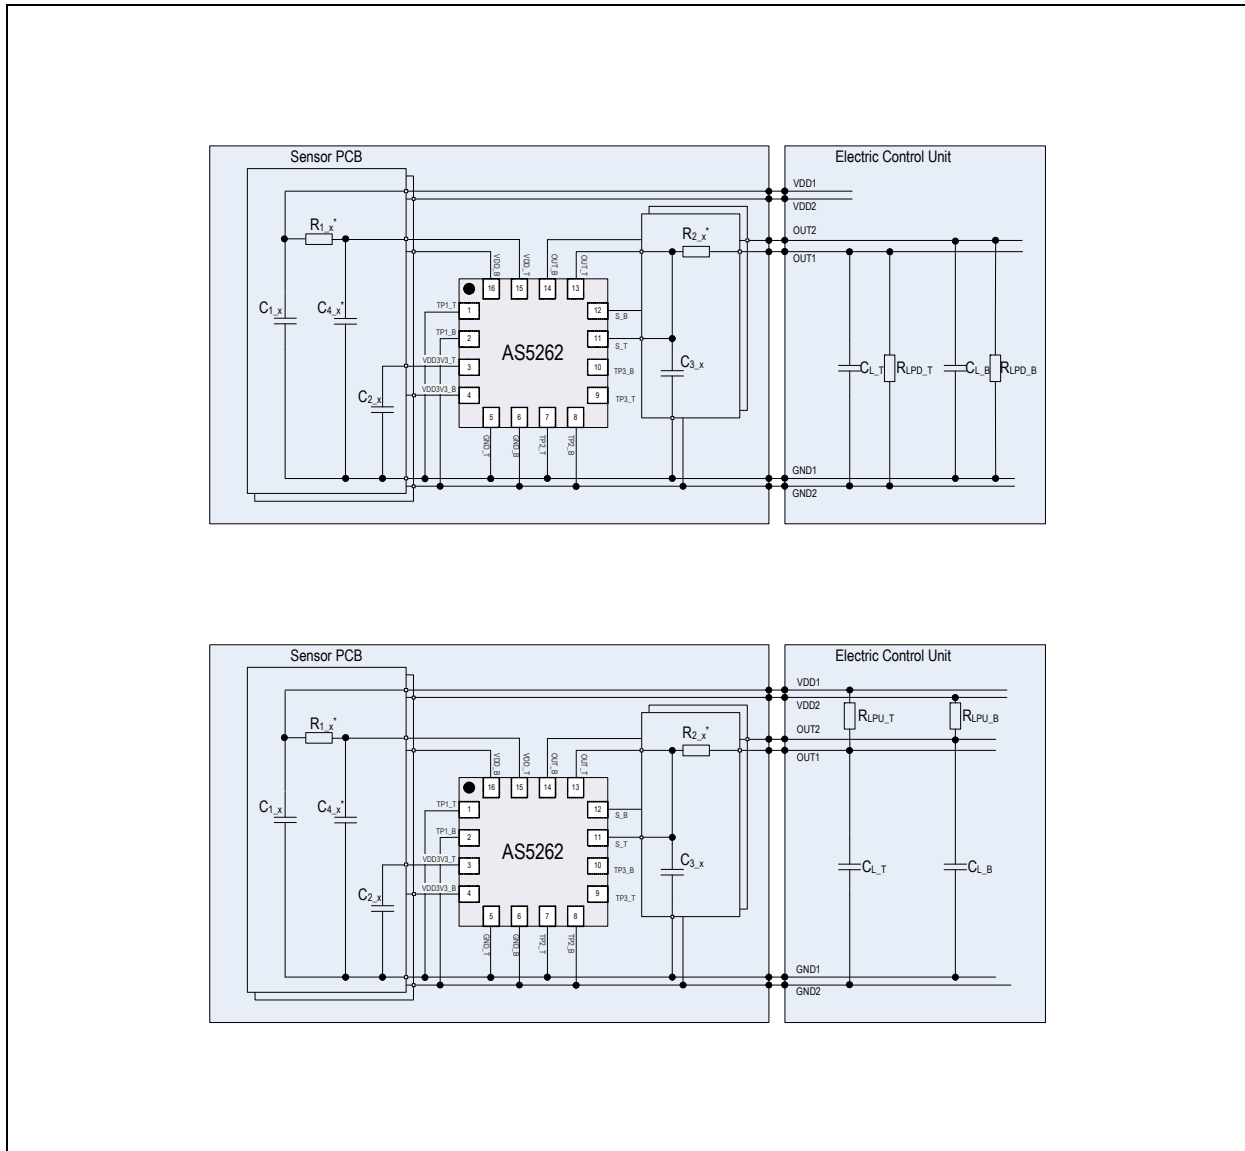 Sensor PCB
Electric Control Unit
VDD1
VDD2
OUT2
OUT1
R1_x*
R2_x*
VDD_B
VDD_T
OUT_B
OUT_T
16
15
14
13
C1_x
C4_x*
TP1_T
1
12
S_B
TP1_B
2
11
S_T
AS5262
VDD3V3_T
3
10
TP3_B
C3_x
CL_T
RLPD_T
CL_B
RLPD_B
VDD3V3_B
4
9
TP3_T
C2_x
5
6
7
8
GND_T
GND_B
TP2_T
TP2_B
GND1
GND2
Sensor PCB
Electric Control Unit
VDD1
VDD2
RLPU_T
RLPU_B
OUT2
OUT1
R1_x*
R2_x*
VDD_B
VDD_T
OUT_B
OUT_T
16
15
14
13
C1_x
C4_x*
TP1_T
1
12
S_B
TP1_B
2
11
S_T
AS5262
VDD3V3_T
3
10
TP3_B
C3_x
CL_T
CL_B
VDD3V3_B
4
9
TP3_T
C2_x
5
6
7
8
GND_T
GND_B
TP2_T
TP2_B
GND1
GND2